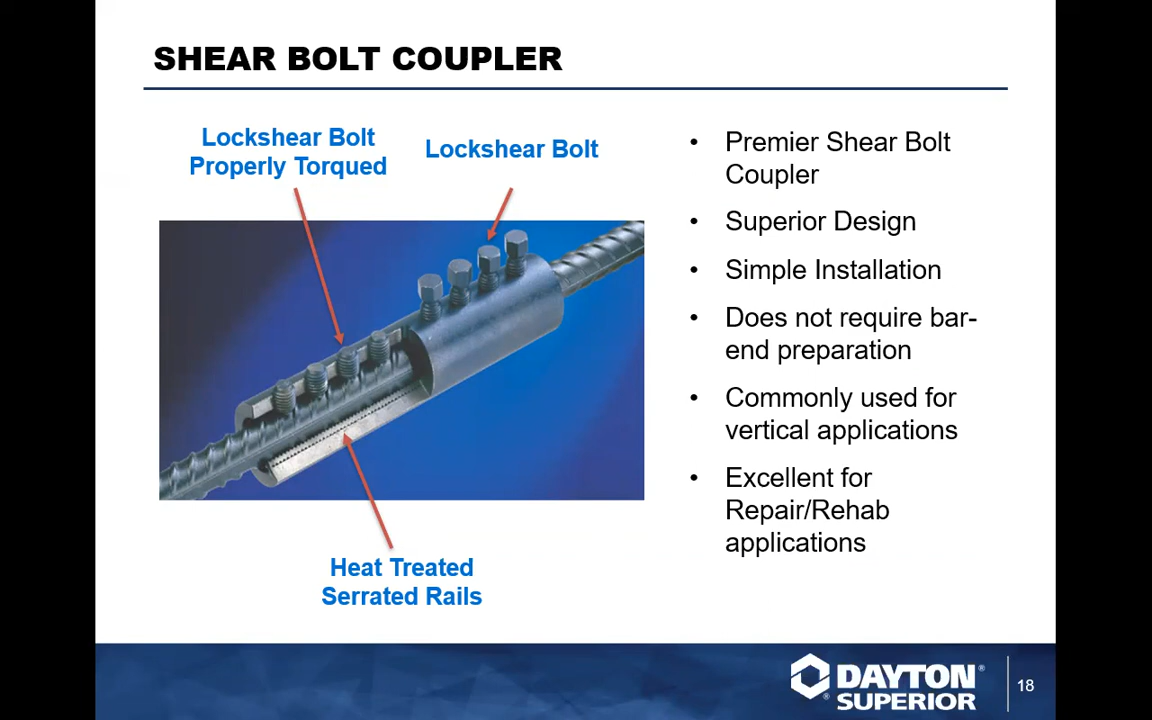 SHEAR BOLT COUPLER
Lockshear Bolt
Properly Torqued
Lockshear Bolt
Heat Treated
Serrated Rails
• Premier Shear Bolt
Coupler
• Superior Design
• Simple Installation
• Does not require bar-
end preparation
• Commonly used for
vertical applications
• Excellent for
Repair/Rehab
applications
DAYTON®
®SUPERIOR
18